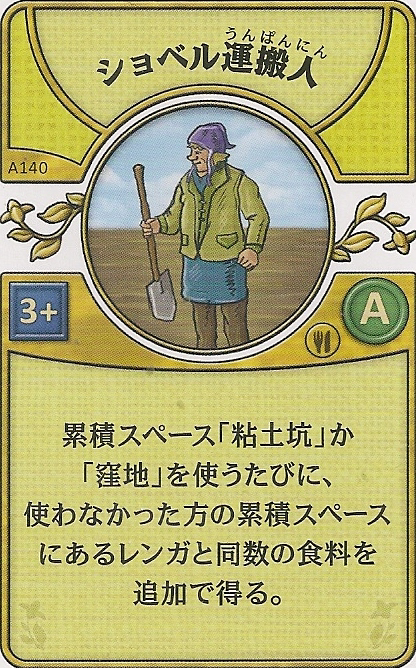 うんぱんにん
ショベル運搬人
A140
3+
A
累積スペース「粘土坑」か
「窪地」を使うたびに、
使わなかった方の累積スペース
にあるレンガと同数の食料を
追加で得る。